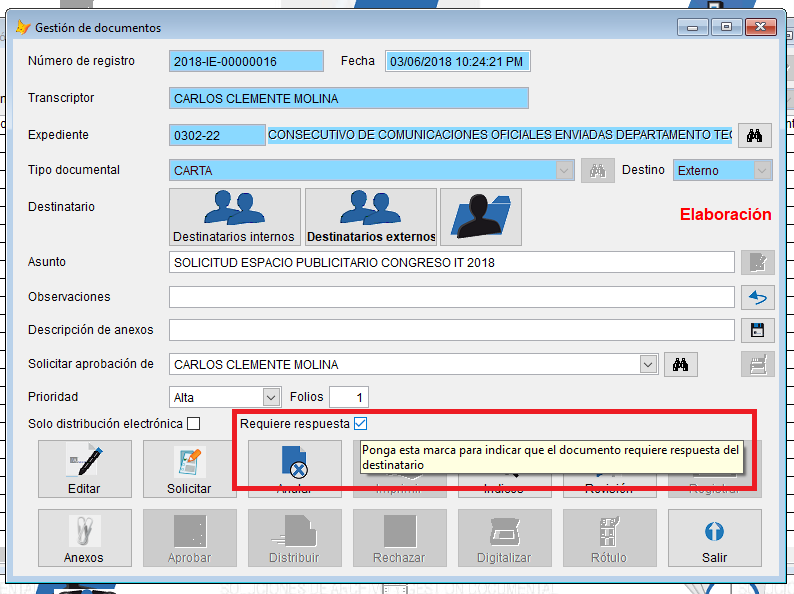 Gestión de documentos
Número de registro 2018-IE-00000016 Fecha 03/06/2018 10:24:21 PM
Transcriptor CARLOS CLEMENTE MOLINA
Expediente 0302-22 CONSECUTIVO DE COMUNICACIONES OFICIALES ENVIADAS DEPARTAMENTO
Tipo documental CARTA Destino Externo
Destinatario Destinatarios internos Destinatarios externos
Elaboración
Asunto SOLICITUD ESPACIO PUBLICITARIO CONGRESO IT 2018
Observaciones
Descripción de anexos
Solicitar aprobación de CARLOS CLEMENTE MOLINA
Prioridad Alta Folios 1
Solo distribución electrónica Requiere respuesta
Ponga esta marca para indicar que el documento requiere respuesta del
destinatario
Editar Solicitar Anular Imprimir Indices Revisión Registrar
Anexos Aprobar Distribuir Rechazar Digitalizar Rótulo Salir